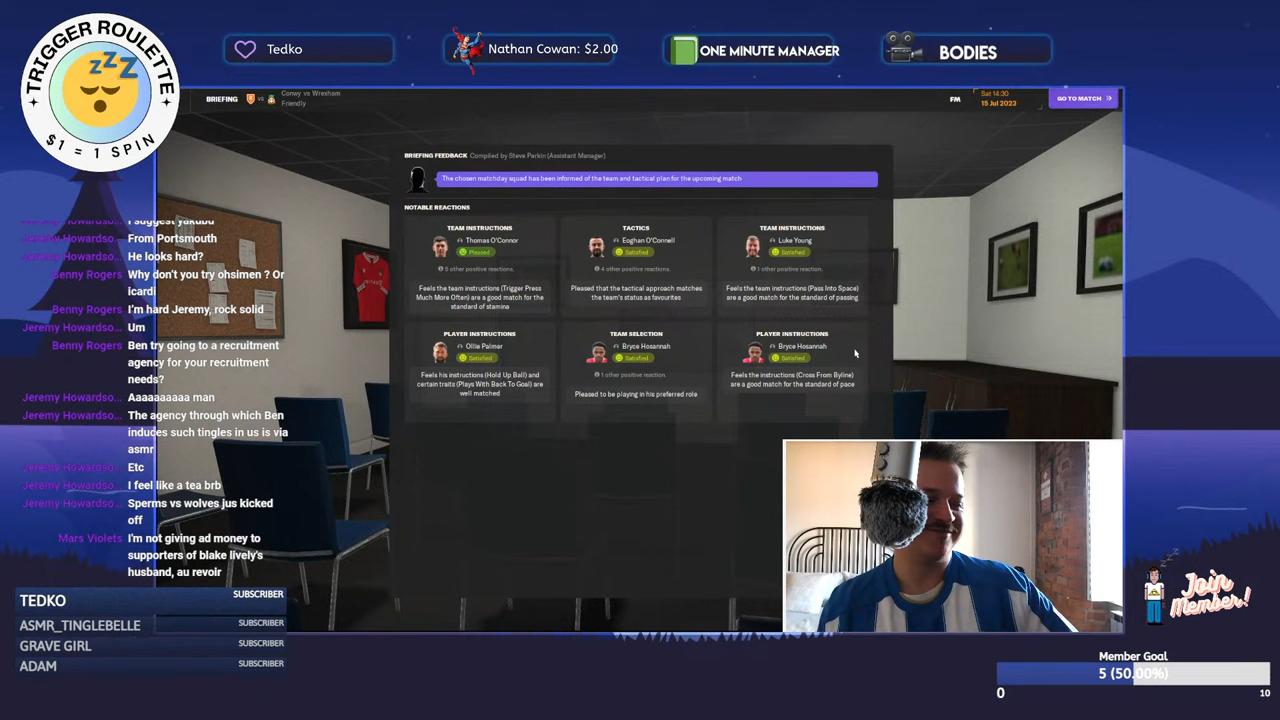 TRIGGER ROULETTE
zzZ
$1 = 1 SPIN
Tedko
Nathan Cowan: $2.00
ONE MINUTE MANAGER
BODIES
BRIEFING
vs
Conwy vs Wrexham
Friendly
FM
Sat 14:30
15 Jul 2023
GO TO MATCH
BRIEFING FEEDBACK Compiled by Steve Parkin (Assistant Manager)
The chosen matchday squad has been informed of the team and tactical plan for the upcoming match
NOTABLE REACTIONS
TEAM INSTRUCTIONS
Thomas O'Connor
Pleased
5 other positive reactions.
Feels the team instructions (Trigger Press
Much More Often) are a good match for the
standard of stamina
TACTICS
Eoghan O'Connell
Satisfied
4 other positive reactions.
Pleased that the tactical approach matches
the team's status as favourites
TEAM INSTRUCTIONS
Luke Young
Satisfied
1 other positive reaction.
Feels the team instructions (Pass Into Space)
are a good match for the standard of passing
PLAYER INSTRUCTIONS
Ollie Palmer
Satisfied
Feels his instructions (Hold Up Ball) and
certain traits (Plays With Back To Goal) are
well matched
TEAM SELECTION
Bryce Hosannah
Satisfied
1 other positive reaction.
Pleased to be playing in his preferred role
PLAYER INSTRUCTIONS
Bryce Hosannah
Satisfied
Feels the instructions (Cross From Byline)
are a good match for the standard of pace
Jeremy Howardso... I suggest yakubu
Jeremy Howardso... From Portsmouth
Jeremy Howardso... He looks hard?
Benny Rogers Why don't you try ohsimen ? Or
icardi
Benny Rogers I'm hard Jeremy, rock solid
Jeremy Howardso... Um
Benny Rogers Ben try going to a recruitment
agency for your recruitment
needs?
Jeremy Howardso... Aaaaaaaaaa man
Jeremy Howardso... The agency through which Ben
induces such tingles in us is via
asmr
Jeremy Howardso... Etc
Jeremy Howardso... I feel like a tea brb
Jeremy Howardso... Sperms vs wolves jus kicked
off
Mars Violets I'm not giving ad money to
supporters of blake lively's
husband, au revoir
TEDKO SUBSCRIBER
ASMR_TINGLEBELLE SUBSCRIBER
GRAVE GIRL SUBSCRIBER
ADAM SUBSCRIBER
Join
Member!
Member Goal
5 (50.00%)
0
10